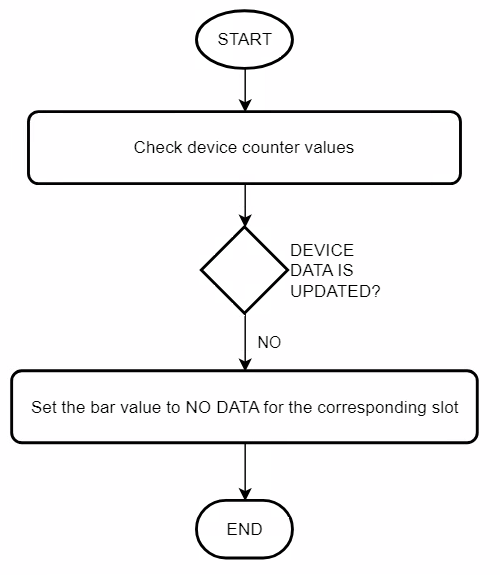 START
Check device counter values
DEVICE
DATA IS
UPDATED?
NO
Set the bar value to NO DATA for the corresponding slot
END